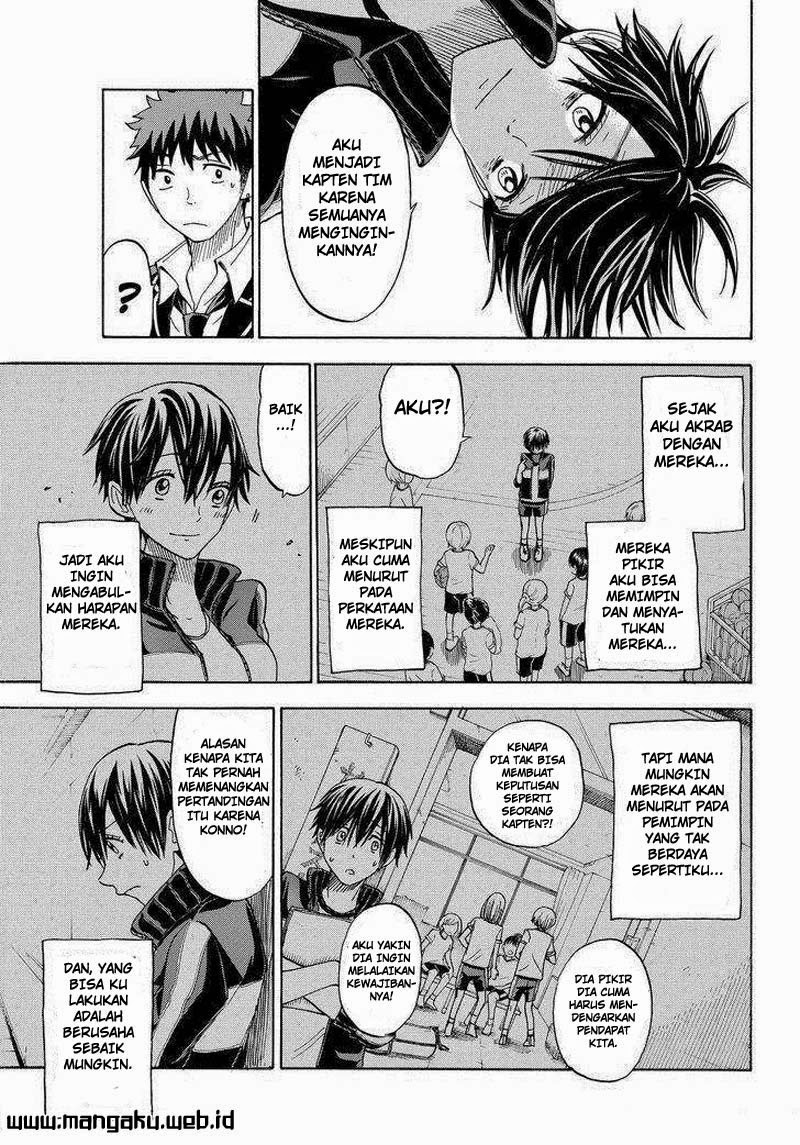 AKU
MENJADI
KAPTEN TIM
KARENA
SEMUANYA
MENGINGIN-
KANNYA!
?
SEJAK
AKU AKRAB
DENGAN
MEREKA...
AKU?!
MEREKA
PIKIR
AKU BISA
MEMIMPIN
DAN MENYA-
TUKAN
MEREKA...
MESKIPUN
AKU CUMA
MENURUT
PADA
PERKATAAN
MEREKA.
BAIK
...!
JADI AKU
INGIN
MENGABUL-
KAN HARAPAN
MEREKA.
TAPI MANA
MUNGKIN
MEREKA AKAN
MENURUT PADA
PEMIMPIN
YANG TAK
BERDAYA
SEPERTIKU...
KENAPA
DIA TAK BISA
MEMBUAT
KEPUTUSAN
SEPERTI
SEORANG
KAPTEN?!
DIA PIKIR
DIA CUMA
HARUS MEN-
DENGARKAN
PENDAPAT
KITA.
AKU YAKIN
DIA INGIN
MELALAIKAN
KEWAJIBAN-
NYA!
ALASAN
KENAPA KITA
TAK PERNAH
MEMENANGKAN
PERTANDINGAN
ITU KARENA
KONNO!
DAN, YANG
BISA KU
LAKUKAN
ADALAH
BERUSAHA
SEBAIK
MUNGKIN.
www.mangaku.web.id